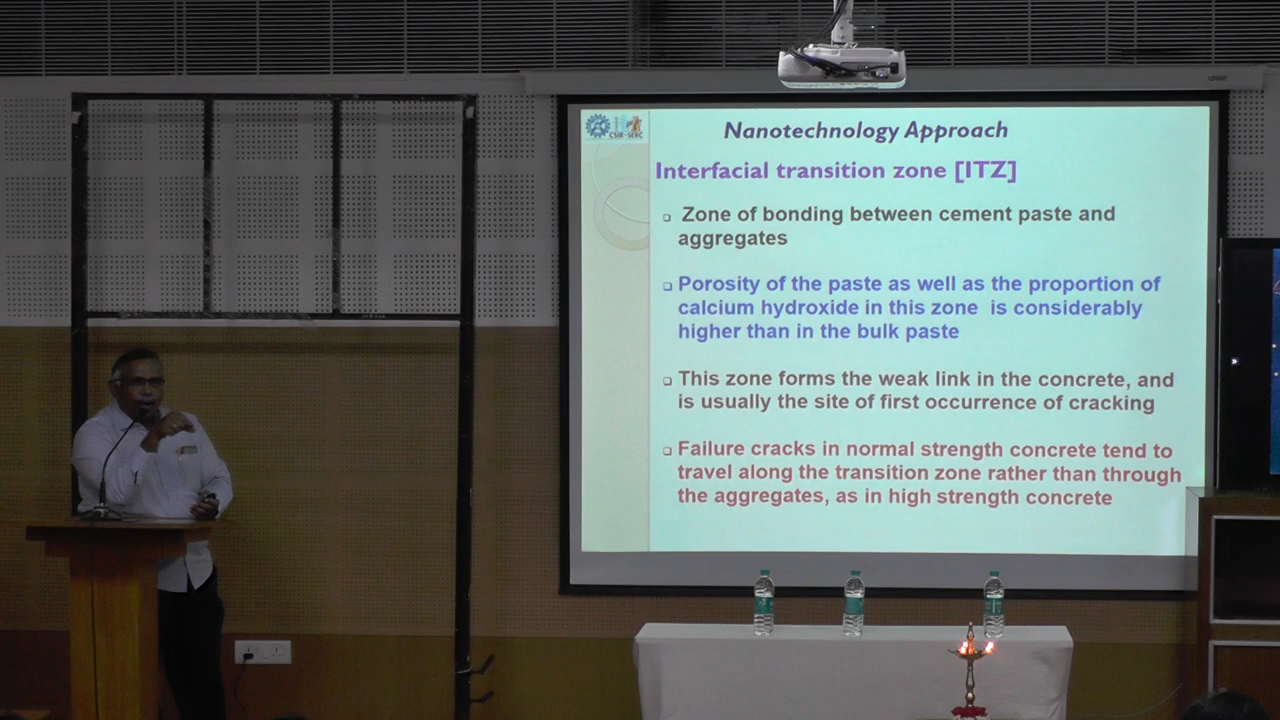 LOGIC
CSIR-SERC
Nanotechnology Approach
Interfacial transition zone [ITZ]
Zone of bonding between cement paste and
aggregates
Porosity of the paste as well as the proportion of
calcium hydroxide in this zone is considerably
higher than in the bulk paste
This zone forms the weak link in the concrete, and
is usually the site of first occurrence of cracking
Failure cracks in normal strength concrete tend to
travel along the transition zone rather than through
the aggregates, as in high strength concrete